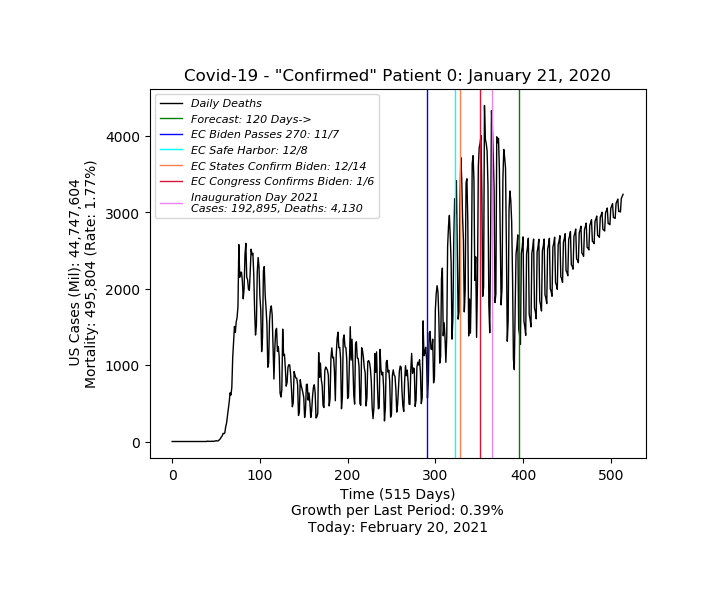 Covid-19 - "Confirmed" Patient 0: January 21, 2020
Daily Deaths
Forecast: 120 Days->
EC Biden Passes 270: 11/7
EC Safe Harbor: 12/8
EC States Confirm Biden: 12/14
EC Congress Confirms Biden: 1/6
Inauguration Day 2021
Cases: 192,895, Deaths: 4,130
US Cases (Mil): 44,747,604
Mortality: 495,804 (Rate: 1.77%)
4000
3000
2000
1000
0
0 100 200 300 400 500
Time (515 Days)
Growth per Last Period: 0.39%
Today: February 20, 2021